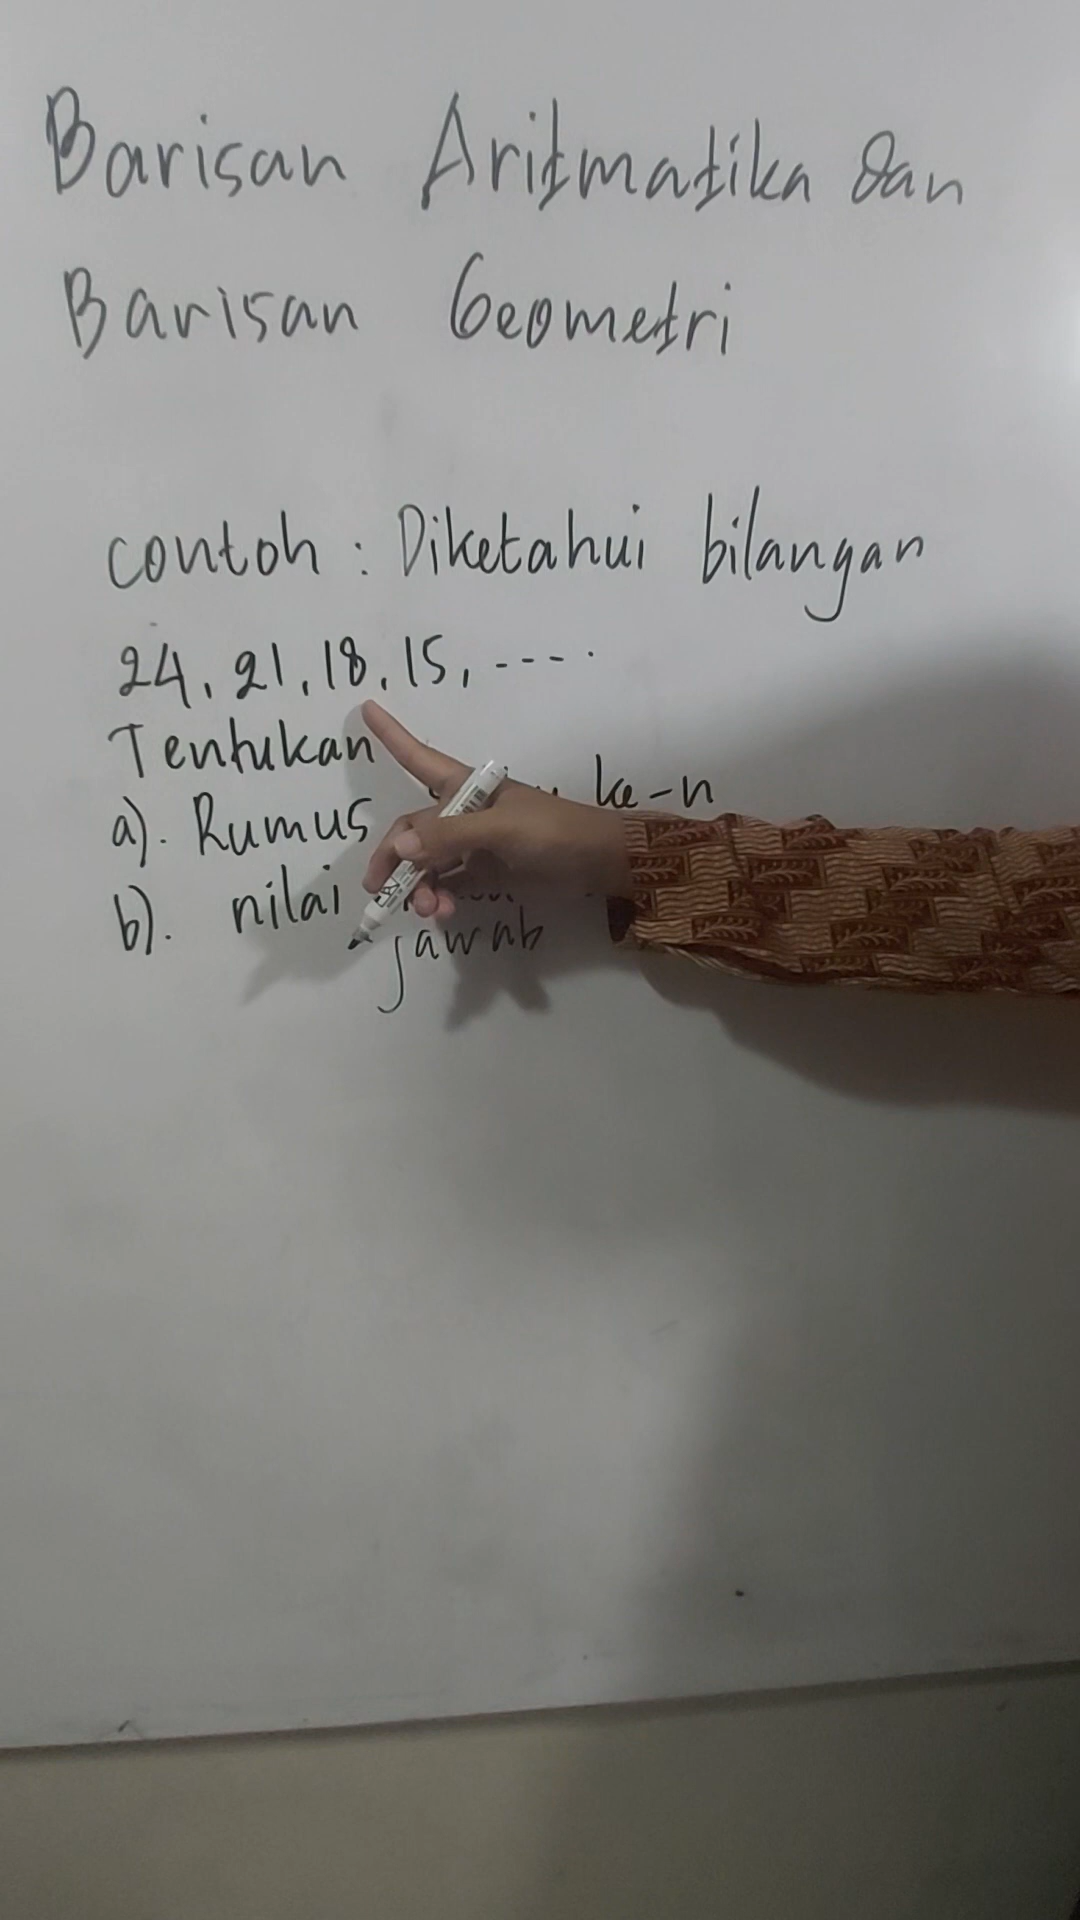 Barisan Aritmatika dan
Barisan Geometri
contoh : Diketahui bilangan
24, 21, 18, 15, ----.
Tentukan
a). Rumus ke-n
b). nilai
jawab